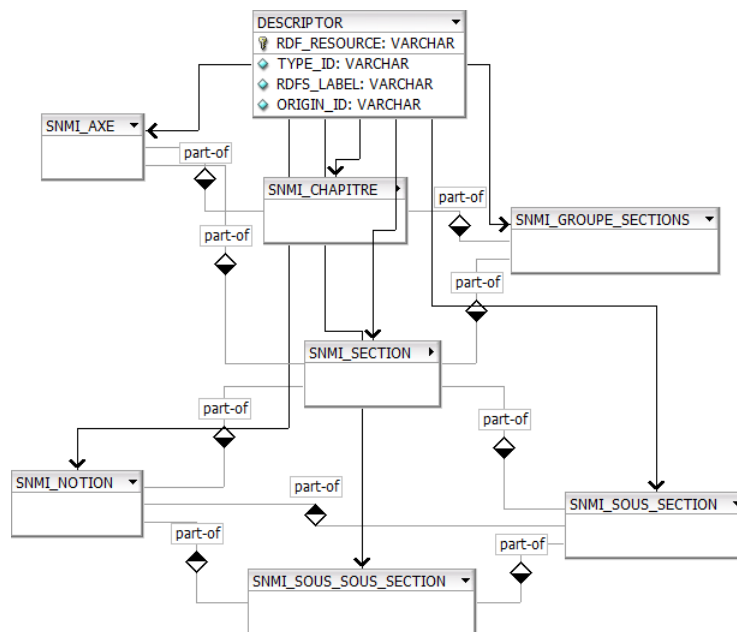 DESCRIPTOR
RDF_RESOURCE: VARCHAR
TYPE_ID: VARCHAR
RDFS_LABEL: VARCHAR
ORIGIN_ID: VARCHAR
SNMI_AXE
part-of
SNMI_CHAPITRE
part-of
SNMI_GROUPE_SECTIONS
part-of
part-of
SNMI_SECTION
part-of
part-of
SNMI_NOTION
part-of
SNMI_SOUS_SECTION
part-of
part-of
SNMI_SOUS_SOUS_SECTION